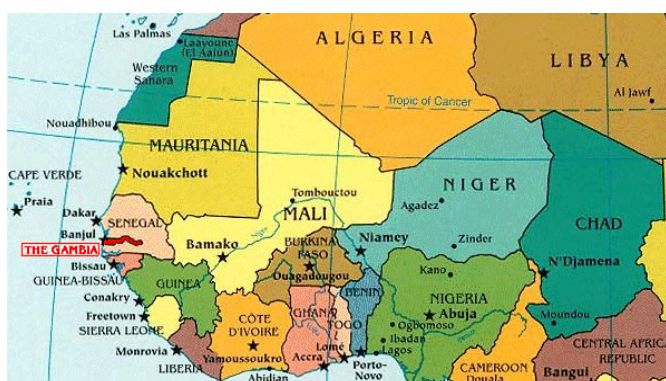 Las Palmas
Laayoune
(El Aaiun)
Western
Sahara
ALGERIA
LIBYA
Al Jawf
Tropic of Cancer
Nouadhibou
MAURITANIA
Nouakchott
CAPE VERDE
Praia
Tombouctou
MALI
NIGER
Agadez
CHAD
Dakar
SENEGAL
Banjul
THE GAMBIA
Bamako
Niger
BURKINA
FASO
Niamey
Zinder
N'Djamena
Bissau
GUINEA-BISSAU
GUINEA
Ouagadougou
BENIN
Kano
NIGERIA
Abuja
Conakry
Freetown
SIERRA LEONE
CÔTE
D'IVOIRE
GHANA
TOGO
Ogbomoso
Ibadan
Lagos
Moundou
CENTRAL AFRICA
REPUBLIC
Monrovia
LIBERIA
Yamoussoukro
Abidjan
Accra
Lomé
Porto-
Novo
CAMEROON
Douala
Bangui